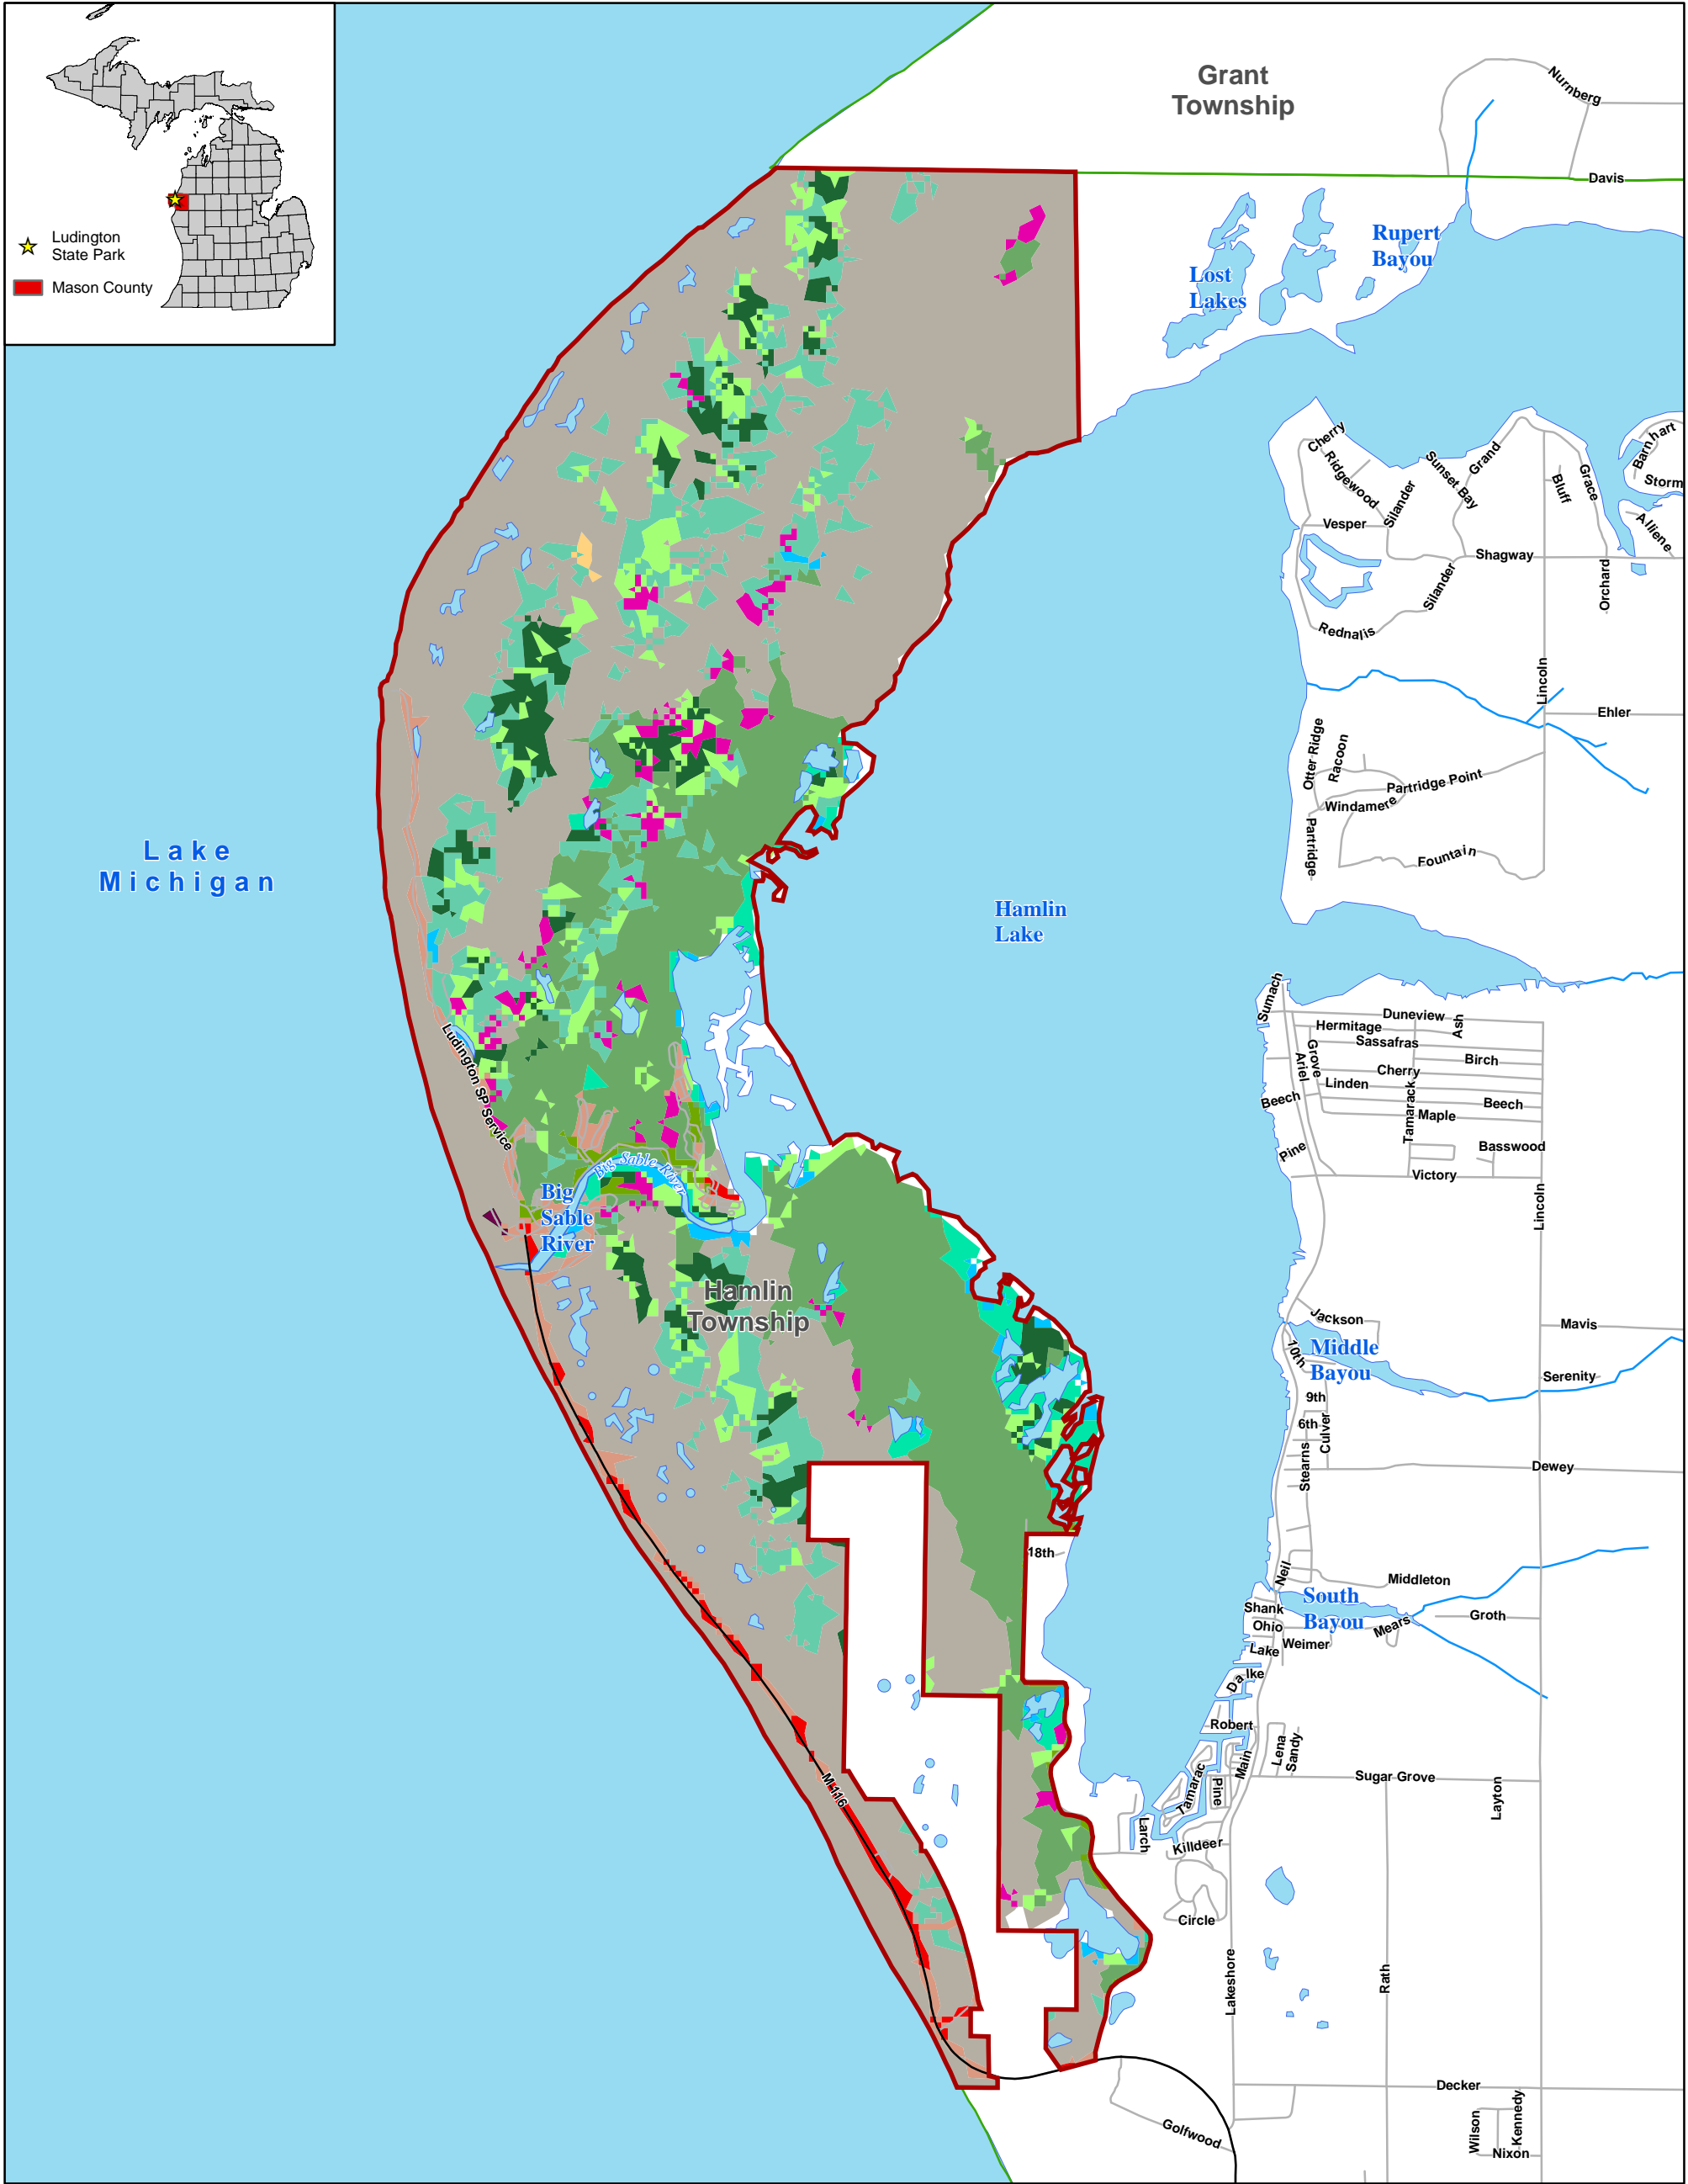 Ludington
State Park
Mason County
Grant
Township
Nurnberg
Davis
Rupert
Bayou
Lost
Lakes
Cherry
Ridgewood
Silander
Sunset Bay
Grand
Bluff
Grace
Barnhart
Storm
Alliene
Vesper
Shagway
Silander
Orchard
Rednalis
Lincoln
Ehler
Otter Ridge
Racoon
Partridge Point
Windamere
Partridge
Fountain
Lake
Michigan
Hamlin
Lake
Sumach
Duneview
Ash
Hermitage
Sassafras
Grove
Ariel
Birch
Cherry
Linden
Beech
Beech
Tamarack
Maple
Pine
Basswood
Victory
Lincoln
Ludington SP Service
Big Sable River
Big
Sable
River
Hamlin
Township
Jackson
Mavis
Middle
Bayou
10th
Serenity
9th
6th
Culver
Stearns
Dewey
18th
Neil
Middleton
South
Bayou
Shank
Groth
Ohio
Mears
Weimer
Lake
Ike
Da
Robert
Lena
Sandy
Main
Sugar Grove
Tamarac
Pine
Layton
M 116
Larch
Killdeer
Circle
Lakeshore
Rath
Decker
Golfwood
Wilson
Kennedy
Nixon